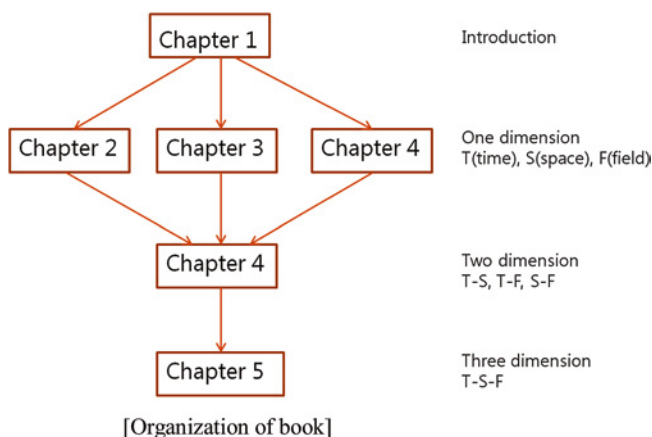 Chapter 1
Introduction
Chapter 2
Chapter 3
Chapter 4
One dimension
T(time), S(space), F(field)
Chapter 4
Two dimension
T-S, T-F, S-F
Chapter 5
Three dimension
T-S-F
[Organization of book]